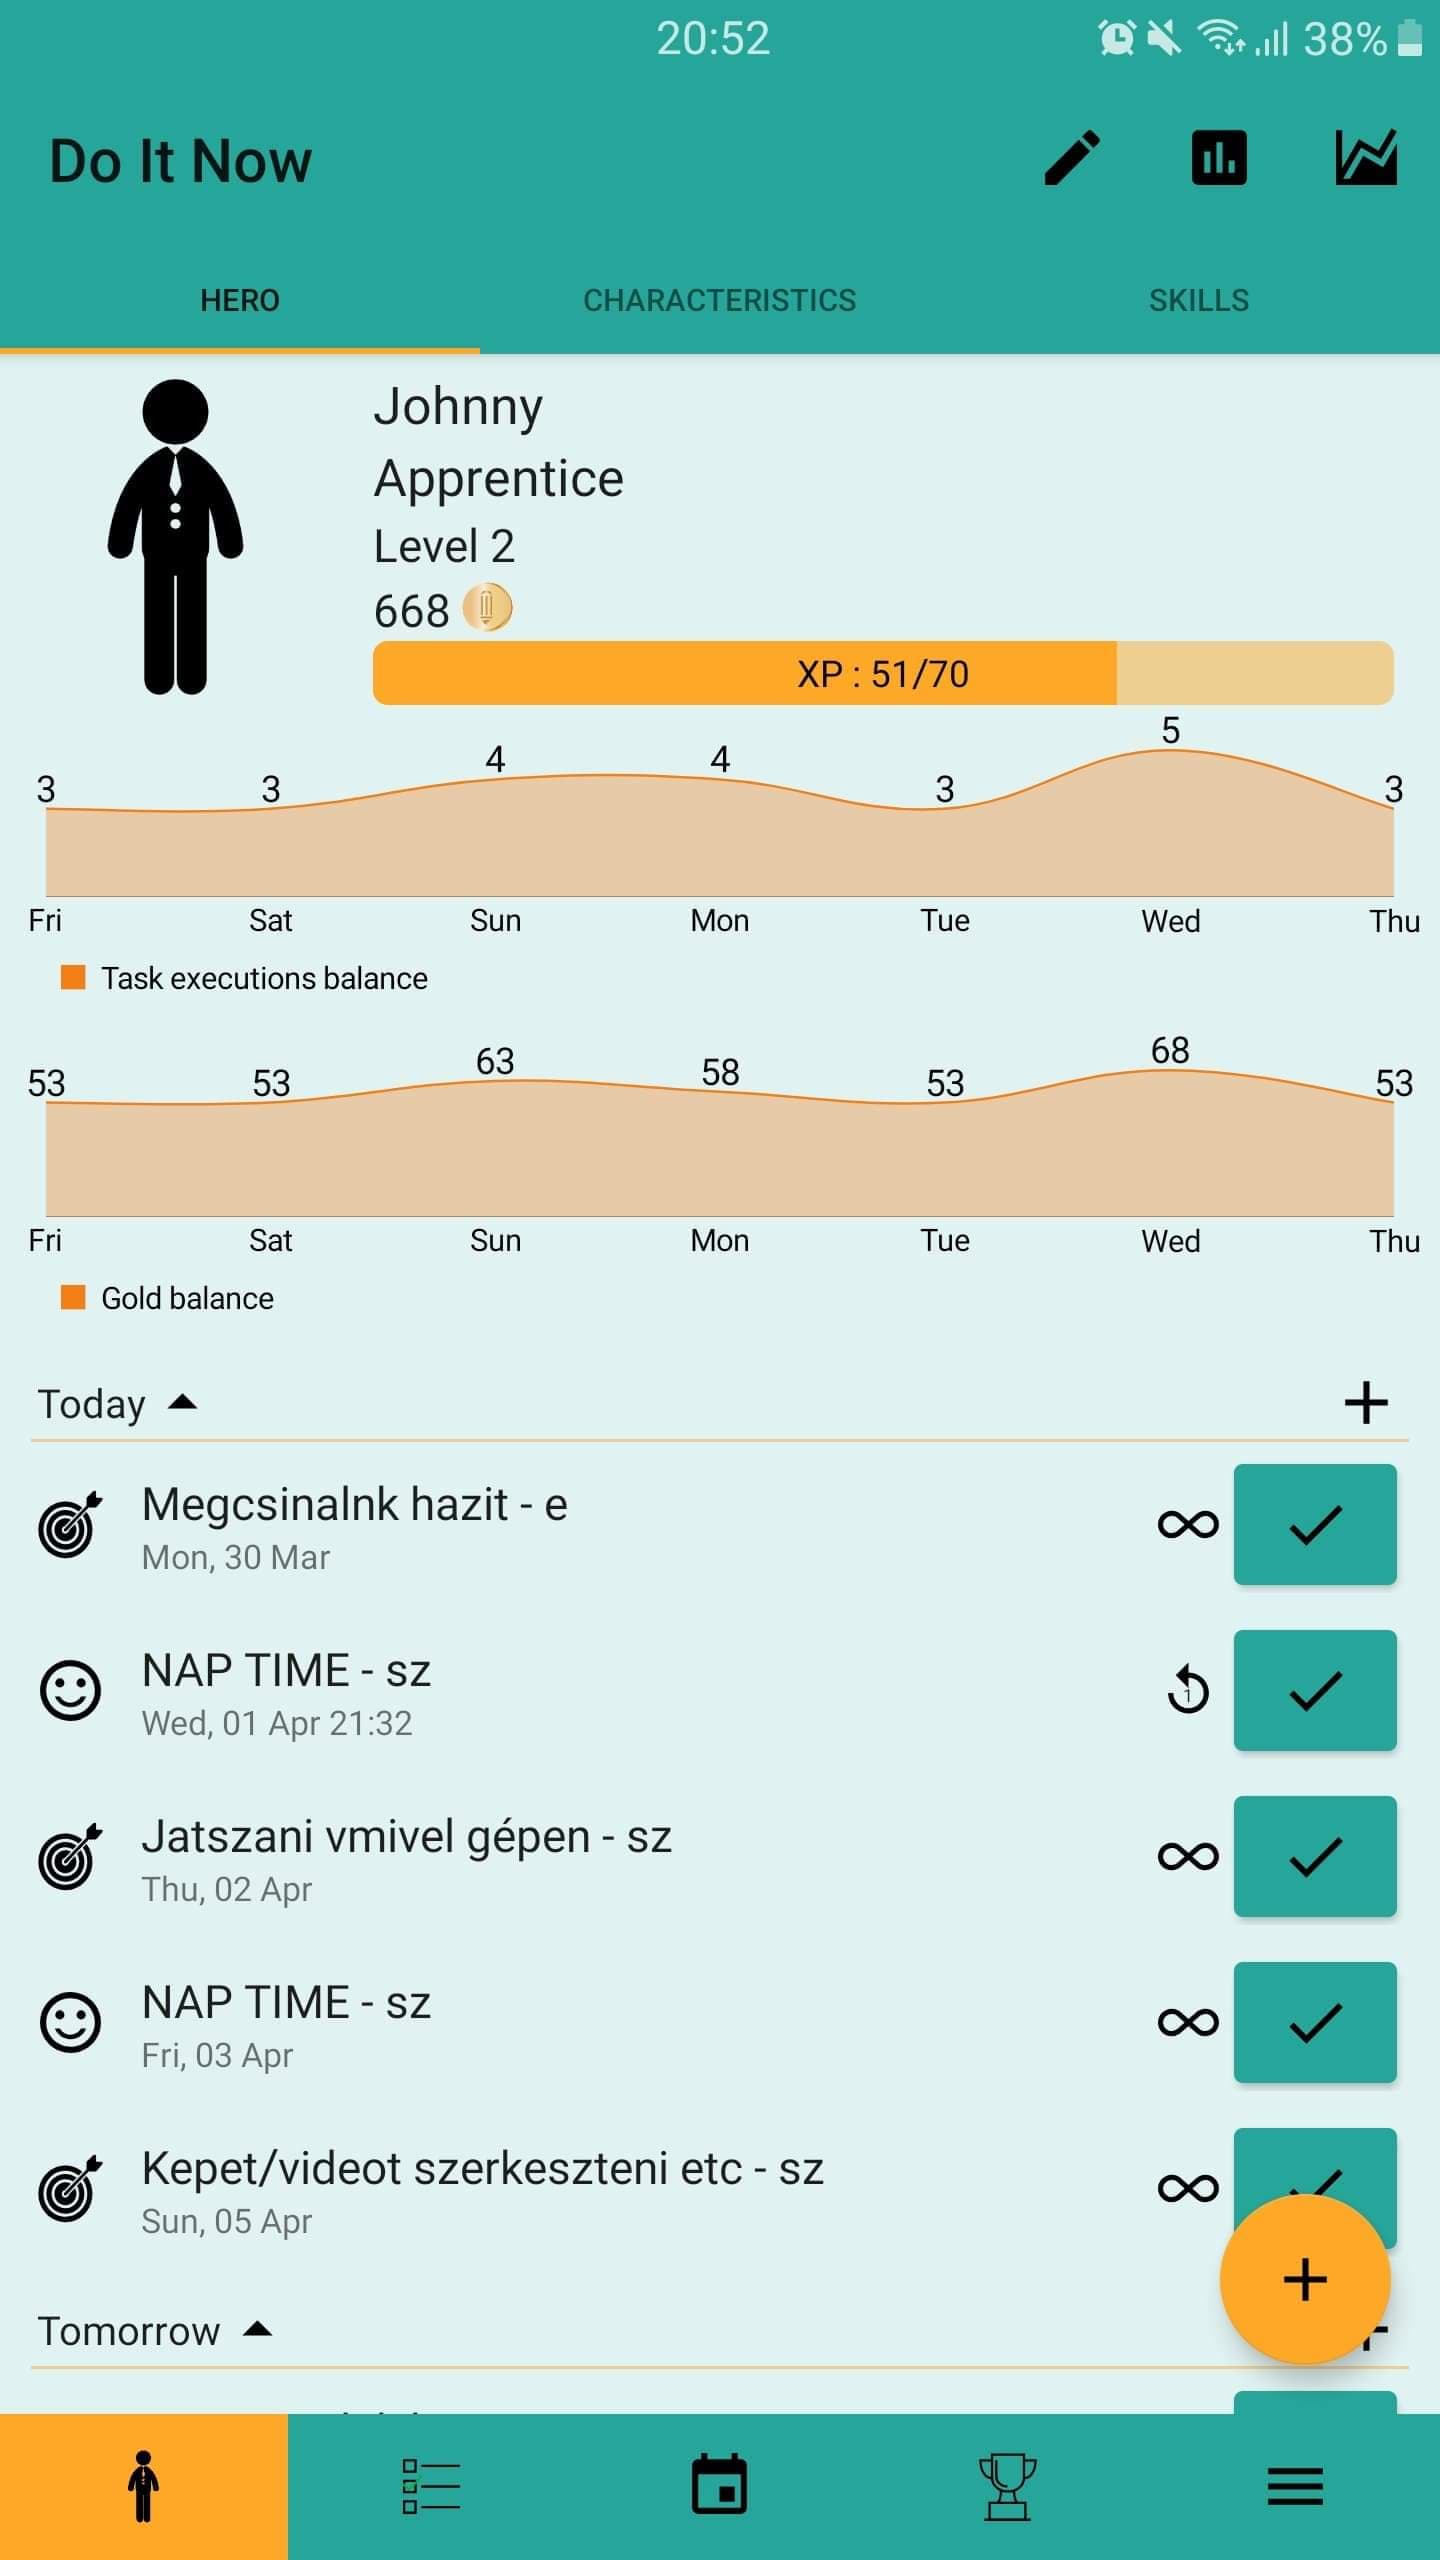 20:52 38%
Do It Now
HERO CHARACTERISTICS SKILLS
Johnny
Apprentice
Level 2
668
XP : 51/70
3 3 4 4 3 5 3
Fri Sat Sun Mon Tue Wed Thu
Task executions balance
53 53 63 58 53 68 53
Fri Sat Sun Mon Tue Wed Thu
Gold balance
Today
Megcsinalnk hazit - e
Mon, 30 Mar
NAP TIME - sz
Wed, 01 Apr 21:32
1
Jatszani vmivel gépen - sz
Thu, 02 Apr
NAP TIME - sz
Fri, 03 Apr
Kepet/videot szerkeszteni etc - sz
Sun, 05 Apr
Tomorrow